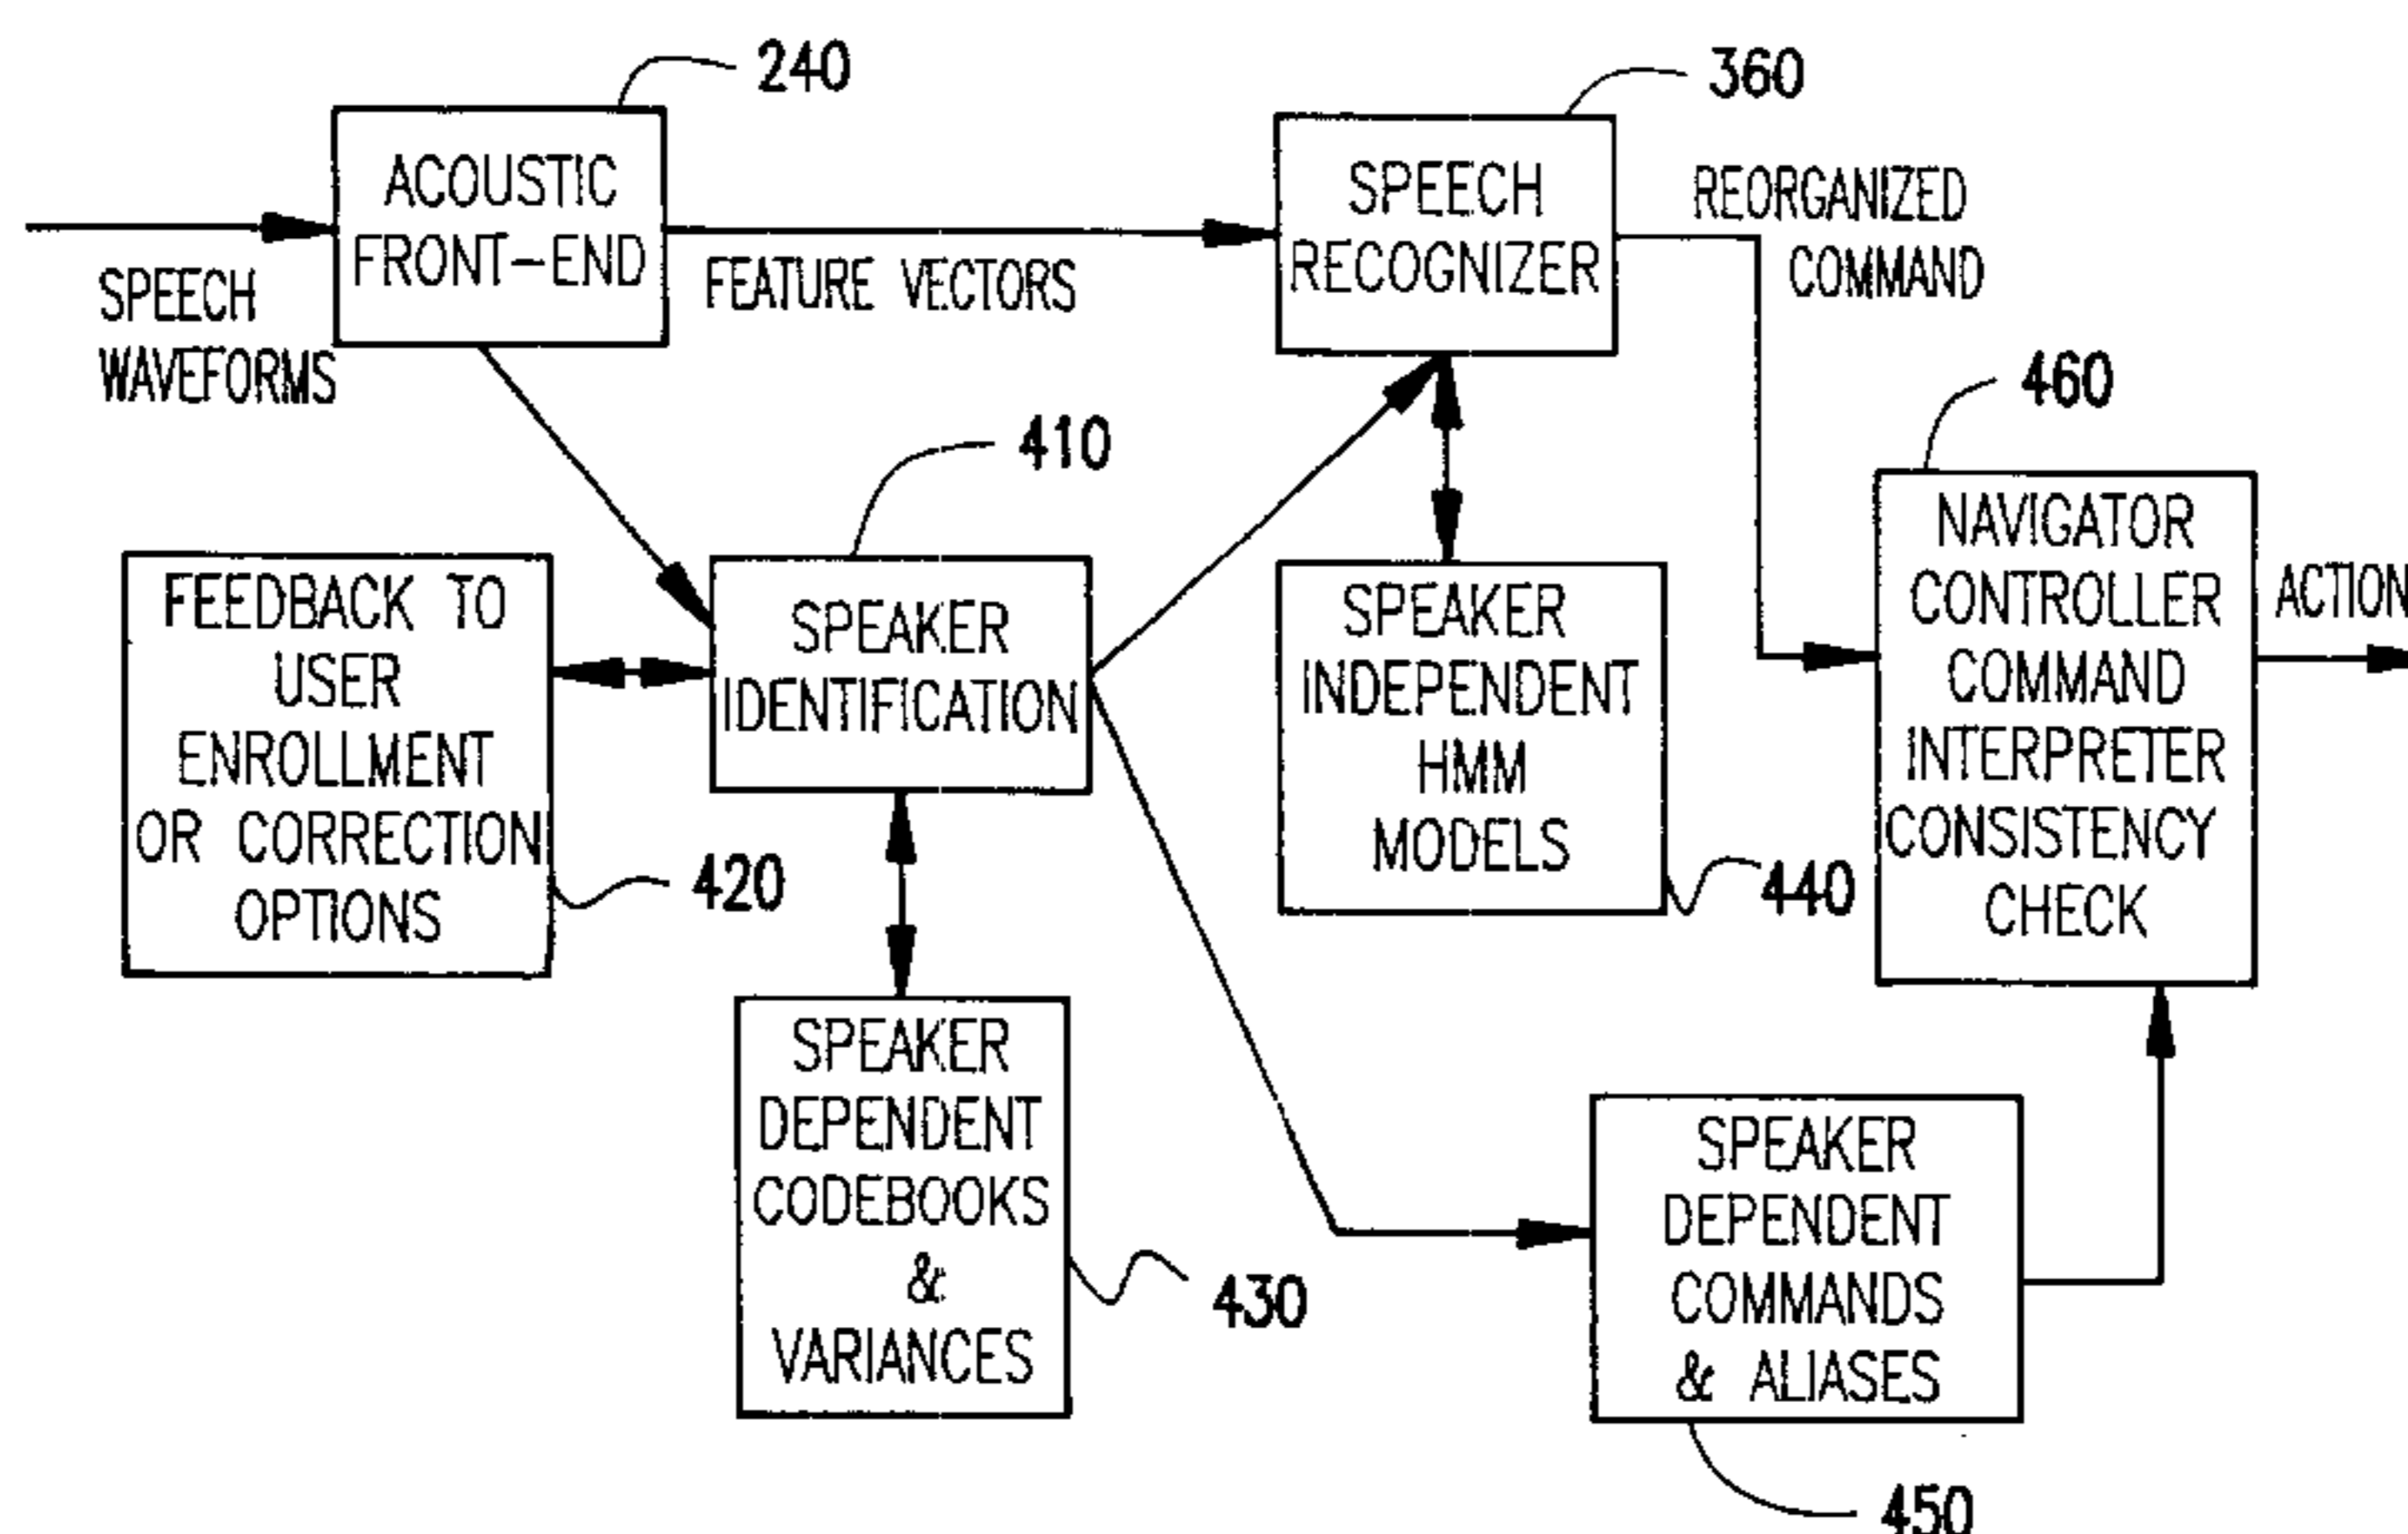 240
ACOUSTIC
FRONT-END
SPEECH
WAVEFORMS
FEATURE VECTORS
360
SPEECH
RECOGNIZER
REORGANIZED
COMMAND
410
SPEAKER
IDENTIFICATION
FEEDBACK TO
USER
ENROLLMENT
OR CORRECTION
OPTIONS
420
SPEAKER
DEPENDENT
CODEBOOKS
&
VARIANCES
430
SPEAKER
INDEPENDENT
HMM
MODELS
440
460
NAVIGATOR
CONTROLLER
COMMAND
INTERPRETER
CONSISTENCY
CHECK
ACTION
SPEAKER
DEPENDENT
COMMANDS
& ALIASES
450